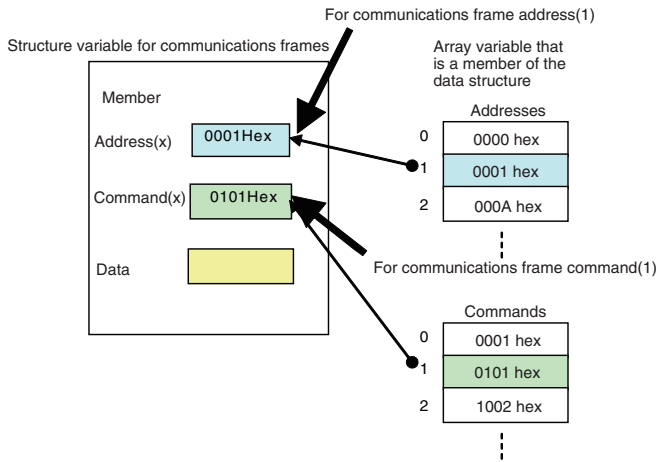 For communications frame address(1)
Structure variable for communications frames
Array variable that
is a member of the
data structure
Member
Address(x)
0001Hex
Command(x)
0101Hex
Data
Addresses
0
0000 hex
1
0001 hex
2
000A hex
For communications frame command(1)
Commands
0
0001 hex
1
0101 hex
2
1002 hex